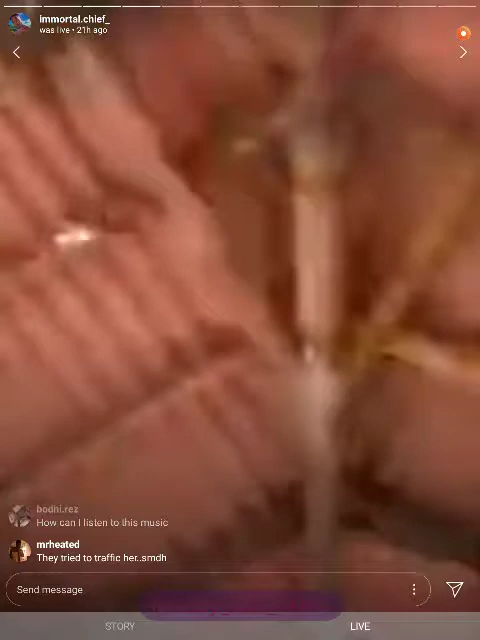 immortal.chief_
was live • 21h ago
bodhi.rez
How can I listen to this music
mrheated
They tried to traffic her..smdh
Send message
STORY
LIVE